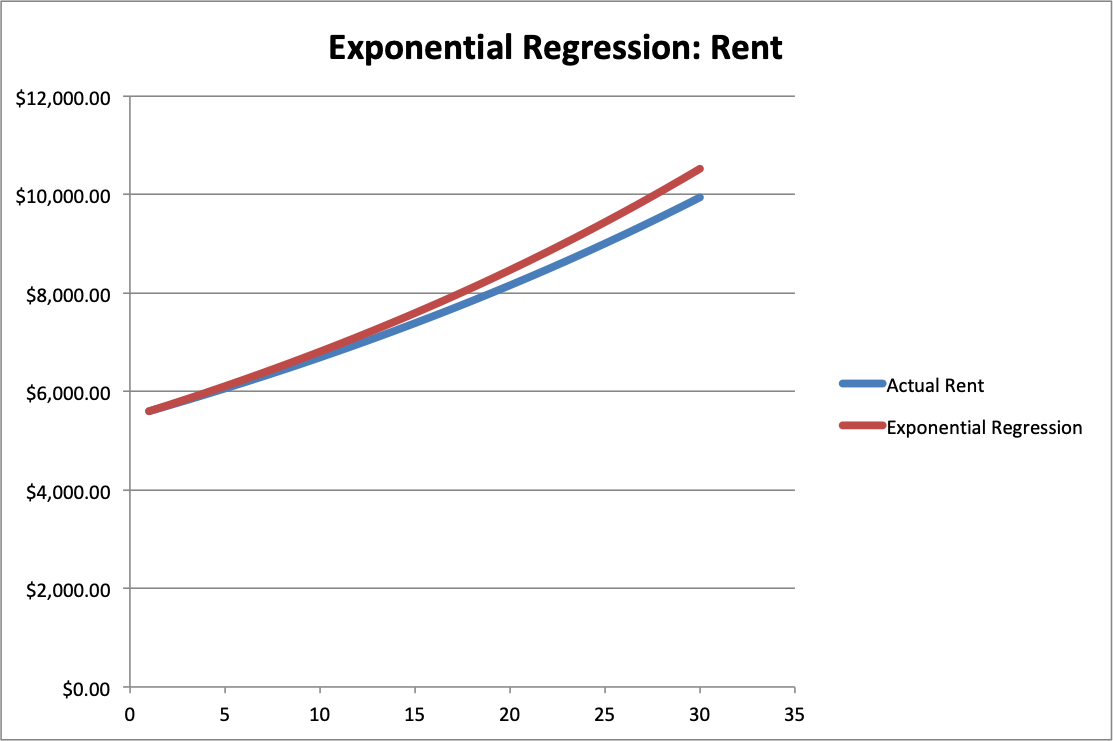 Exponential Regression: Rent
$12,000.00
$10,000.00
$8,000.00
$6,000.00
$4,000.00
$2,000.00
$0.00
0 5 10 15 20 25 30 35
Actual Rent
Exponential Regression